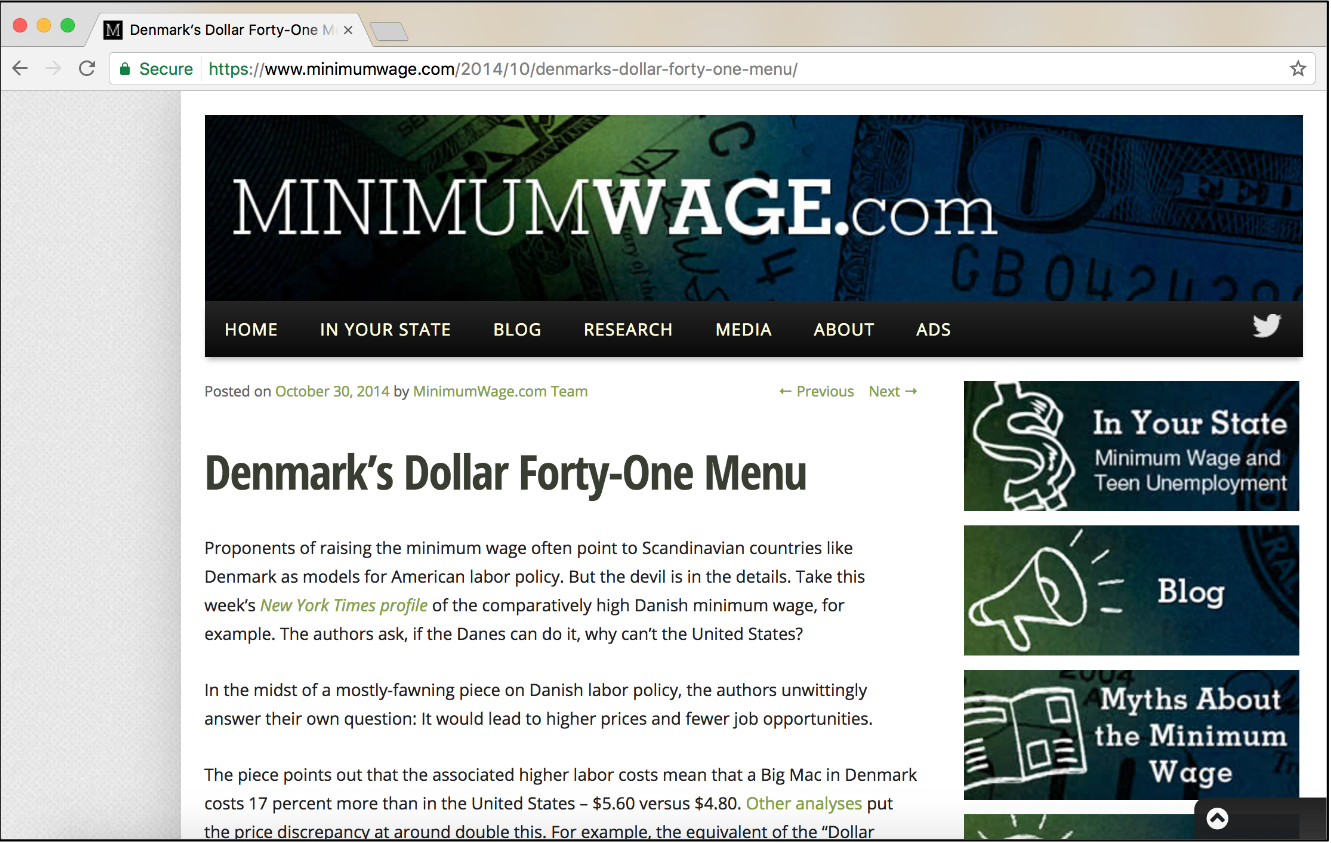 Denmark's Dollar Forty-One M
Secure https://www.minimumwage.com/2014/10/denmarks-dollar-forty-one-menu/
MINIMUMWAGE.com
GB042439
HOME IN YOUR STATE BLOG RESEARCH MEDIA ABOUT ADS
Posted on October 30, 2014 by MinimumWage.com Team
← Previous Next →
Denmark's Dollar Forty-One Menu
Proponents of raising the minimum wage often point to Scandinavian countries like
Denmark as models for American labor policy. But the devil is in the details. Take this
week's New York Times profile of the comparatively high Danish minimum wage, for
example. The authors ask, if the Danes can do it, why can't the United States?
In the midst of a mostly-fawning piece on Danish labor policy, the authors unwittingly
answer their own question: It would lead to higher prices and fewer job opportunities.
The piece points out that the associated higher labor costs mean that a Big Mac in Denmark
costs 17 percent more than in the United States – $5.60 versus $4.80. Other analyses put
the price discrepancy at around double this. For example, the equivalent of the “Dollar
In Your State
Minimum Wage and
Teen Unemployment
Blog
2004
Myths About
the Minimum
Wage